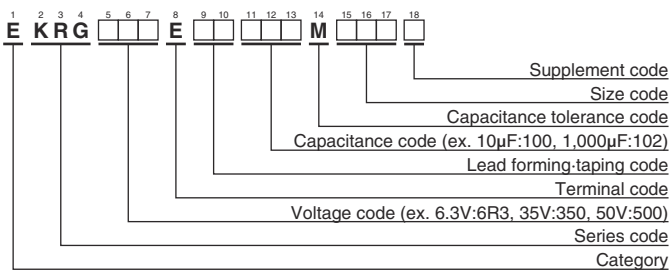 1 2 3 4 5 6 7 8 9 10 11 12 13 14 15 16 17 18
E KRG □□□ E □□ □□□ M □□□ □
Supplement code
Size code
Capacitance tolerance code
Capacitance code (ex. 10µF:100, 1,000µF:102)
Lead forming·taping code
Terminal code
Voltage code (ex. 6.3V:6R3, 35V:350, 50V:500)
Series code
Category